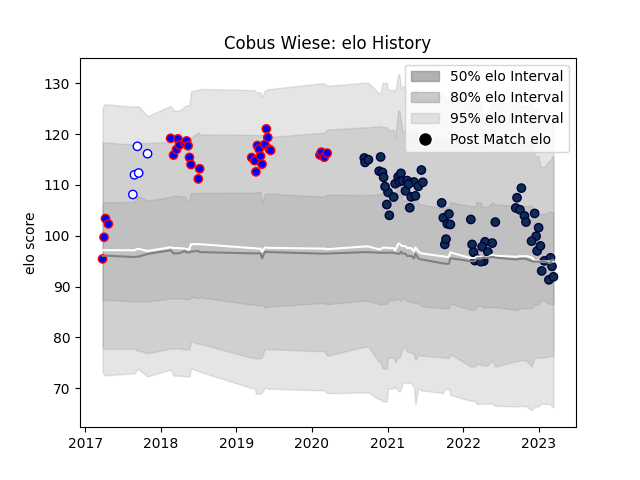 Cobus Wiese: elo History
50% elo Interval
80% elo Interval
95% elo Interval
Post Match elo
elo score
130
120
110
100
90
80
70
2017
2018
2019
2020
2021
2022
2023